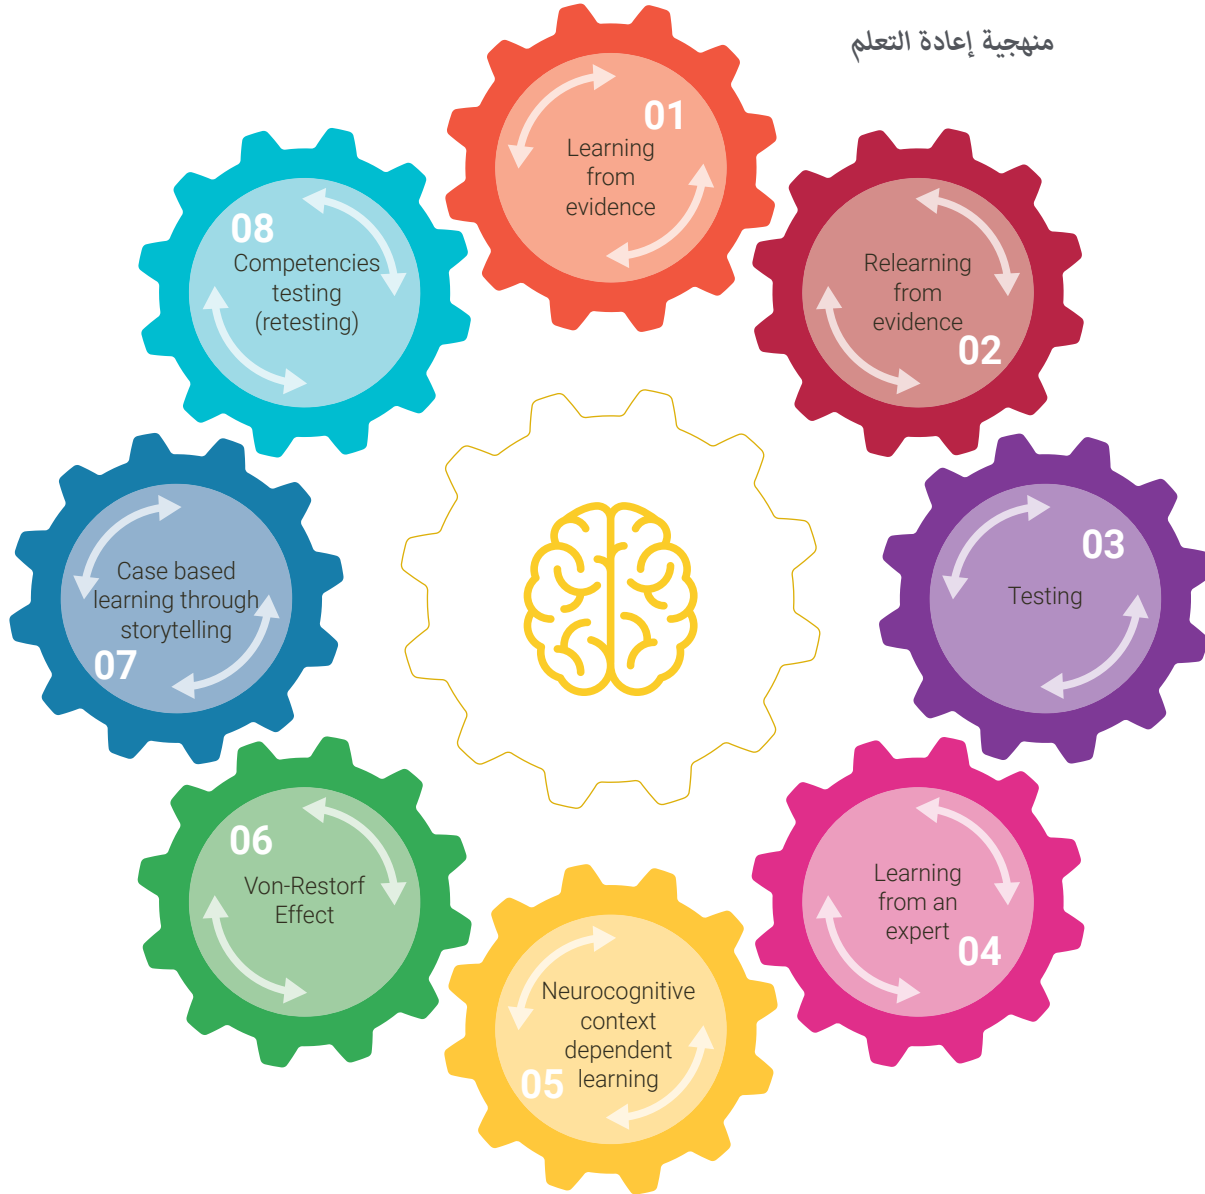 منهجية إعادة التعلم
01
Learning
from
evidence
Relearning
from
evidence
02
03
Testing
Learning
from an
expert
04
Neurocognitive
context
dependent
learning
05
06
Von-Restorf
Effect
Case based
learning through
storytelling
07
08
Competencies
testing
(retesting)